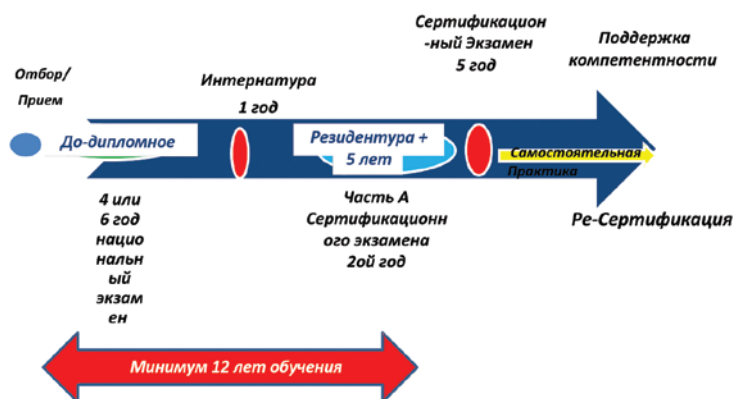 Отбор/
Прием
До-дипломное
4 или
6 год
нацио
нальн
ый
экзам
ен
Интернатура
1 год
Резидентура +
5 лет
Часть А
Сертификационн
ого экзамена
2ой год
Сертификацион
-ный Экзамен
5 год
Поддержка
компетентности
Самостоятельная
Практика
Ре-Сертификация
Минимум 12 лет обучения